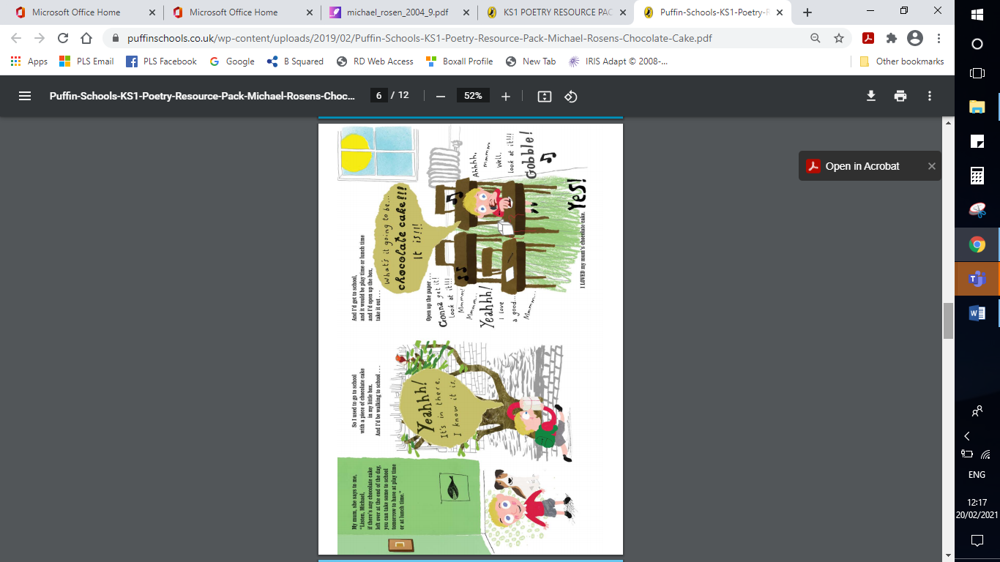 Microsoft Office Home
Microsoft Office Home
michael_rosen_2004_9.pdf
KS1 POETRY RESOURCE PAC
Puffin-Schools-KS1-Poetry-F
puffinschools.co.uk/wp-content/uploads/2019/02/Puffin-Schools-KS1-Poetry-Resource-Pack-Michael-Rosens-Chocolate-Cake.pdf
Apps
PLS Email
PLS Facebook
Google
B Squared
RD Web Access
Boxall Profile
New Tab
IRIS Adapt © 2008-...
Other bookmarks
Puffin-Schools-KS1-Poetry-Resource-Pack-Michael-Rosens-Choc...
6 / 12
52%
Open in Acrobat
My mum, she says to me,
"Listen, Michael,
if there's any chocolate cake
left over at the end of the day,
you can take some to school
tomorrow to have at play time
or at lunch time."
So I used to go to school
with a piece of chocolate cake
in my little box.
And I'd be walking to school . . .
Yeahhh!
It's in there,
I know it is.
And I'd get to school,
and it would be play time or lunch time
and I'd open up the box,
take it out . . .
What's it going to be....
chocolate cake!!!
It is!!!
Open up the paper . . .
Gonna get it!
Look at it!!!
Mmmm!
Mmmm...
Yeahhh!
I love
a good...
Mmmm...
Ahhhh,
mmmm,
Well,
look at it!!!
Gobble!
Yes!
I LOVED my mum's chocolate cake.
ENG
12:17
20/02/2021